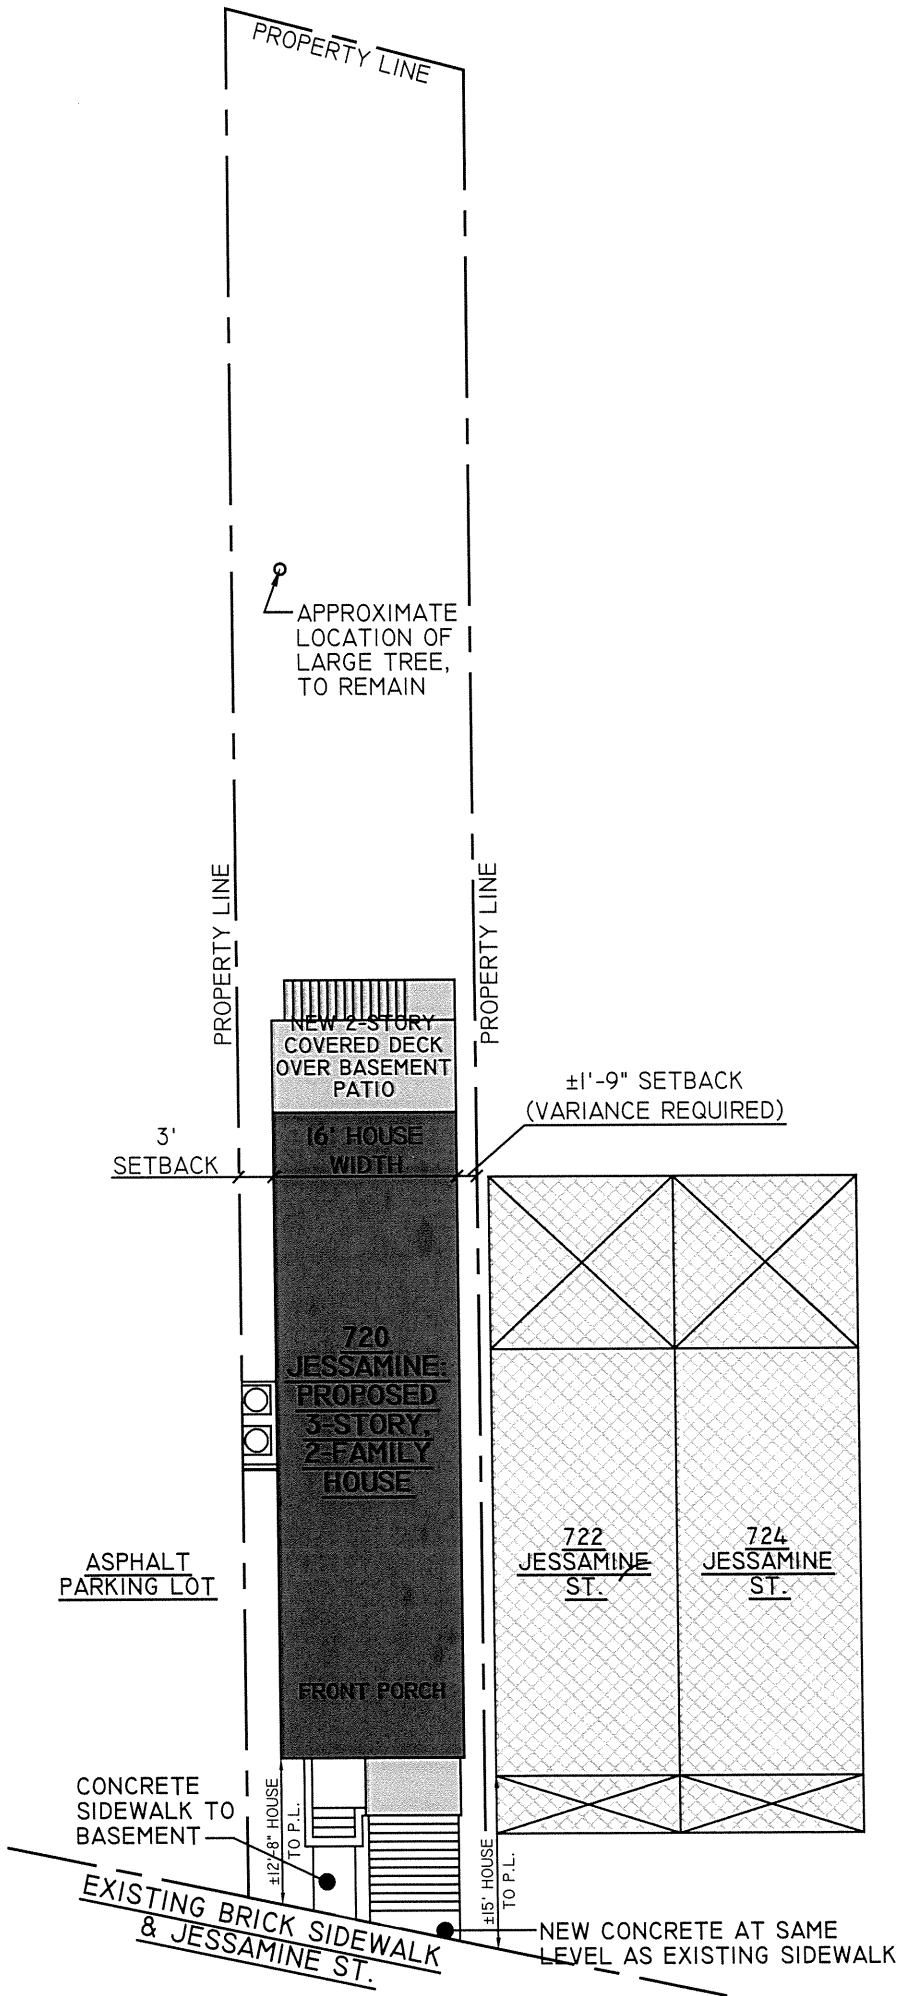 PROPERTY LINE
APPROXIMATE
LOCATION OF
LARGE TREE,
TO REMAIN
PROPERTY LINE
PROPERTY LINE
NEW 2-STORY
COVERED DECK
OVER BASEMENT
PATIO
±1'-9" SETBACK
(VARIANCE REQUIRED)
3'
SETBACK
16' HOUSE
WIDTH
720
JESSAMINE:
PROPOSED
3-STORY,
2-FAMILY
HOUSE
722
JESSAMINE
ST.
724
JESSAMINE
ST.
ASPHALT
PARKING LOT
FRONT PORCH
CONCRETE
SIDEWALK TO
BASEMENT
±12'-8" HOUSE
TO P.L.
±15' HOUSE
TO P.L.
EXISTING BRICK SIDEWALK
& JESSAMINE ST.
NEW CONCRETE AT SAME
LEVEL AS EXISTING SIDEWALK